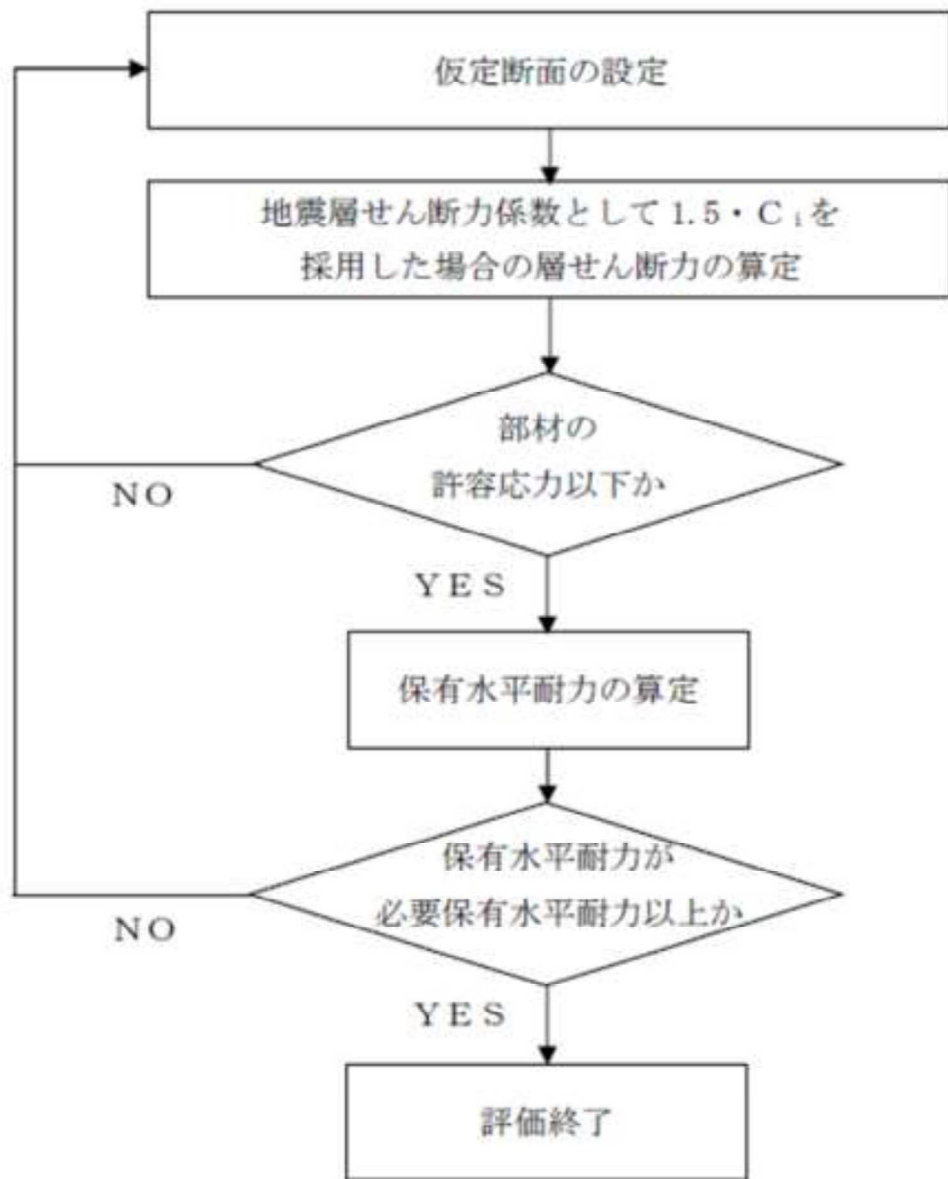 仮定断面の設定
地震層せん断力係数として1.5・Ciを
採用した場合の層せん断力の算定
部材の
許容応力以下か
NO
YES
保有水平耐力の算定
保有水平耐力が
必要保有水平耐力以上か
NO
YES
評価終了